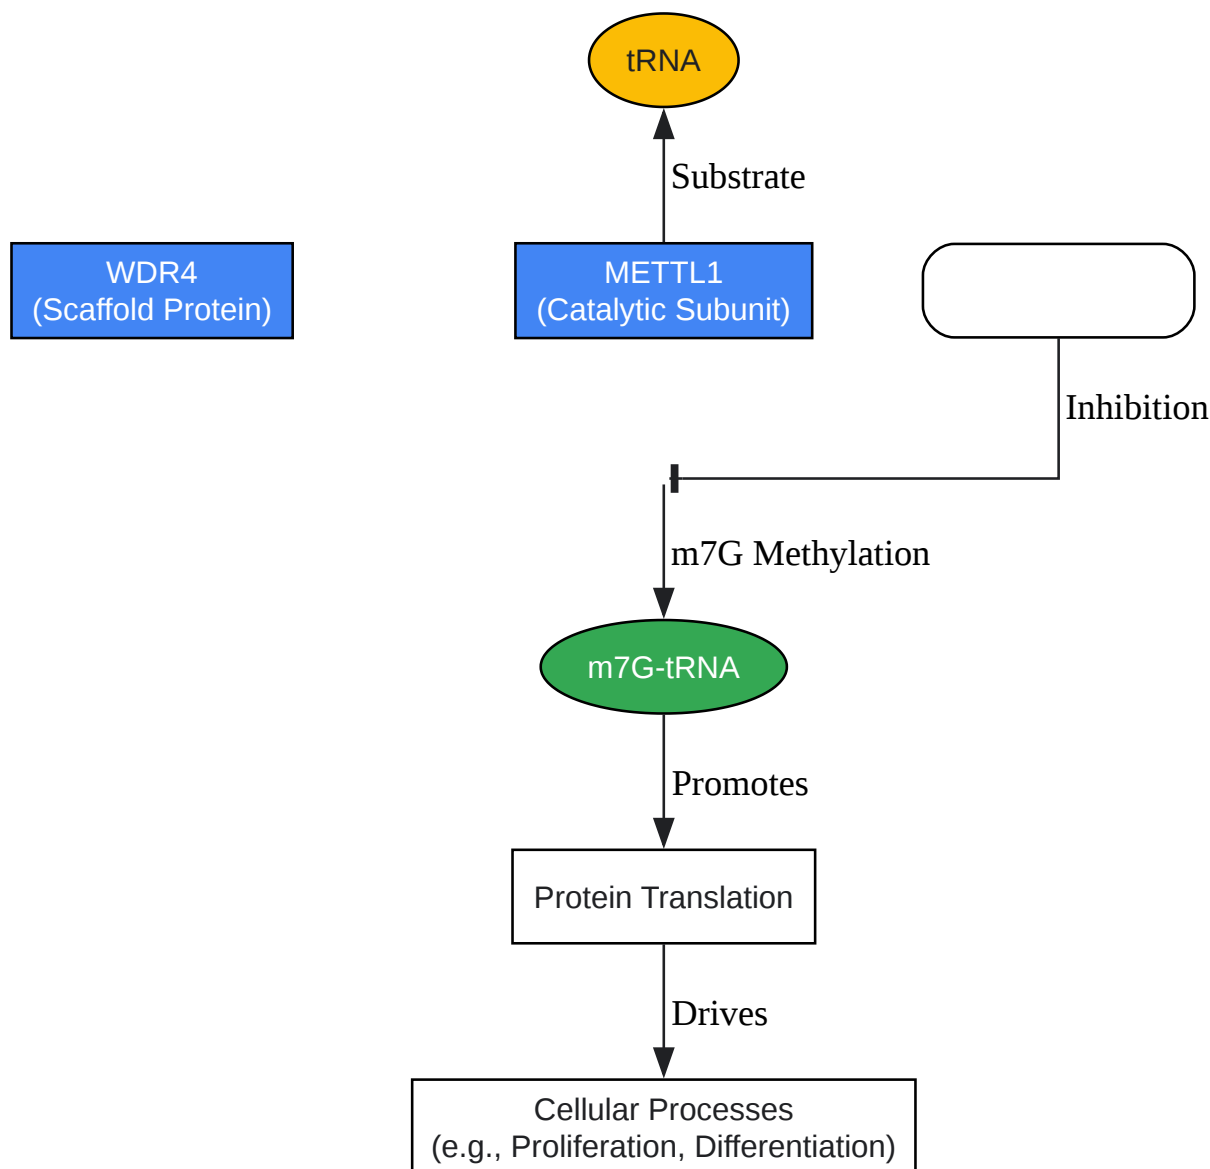 tRNA
Substrate
WDR4
(Scaffold Protein)
METTL1
(Catalytic Subunit)
Inhibition
m7G Methylation
m7G-tRNA
Promotes
Protein Translation
Drives
Cellular Processes
(e.g., Proliferation, Differentiation)